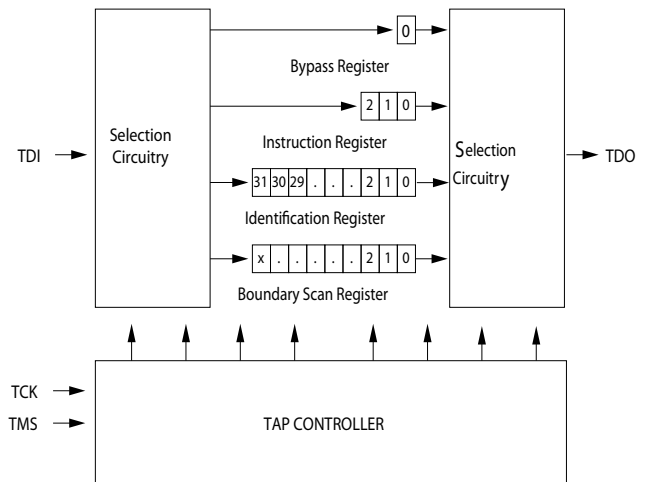 0
Bypass Register
2 1 0
Selection
Circuitry
Instruction Register
Selection
Circuitry
TDI
TDO
31 30 29 . . . 2 1 0
Identification Register
x . . . . . 2 1 0
Boundary Scan Register
TCK
TMS
TAP CONTROLLER